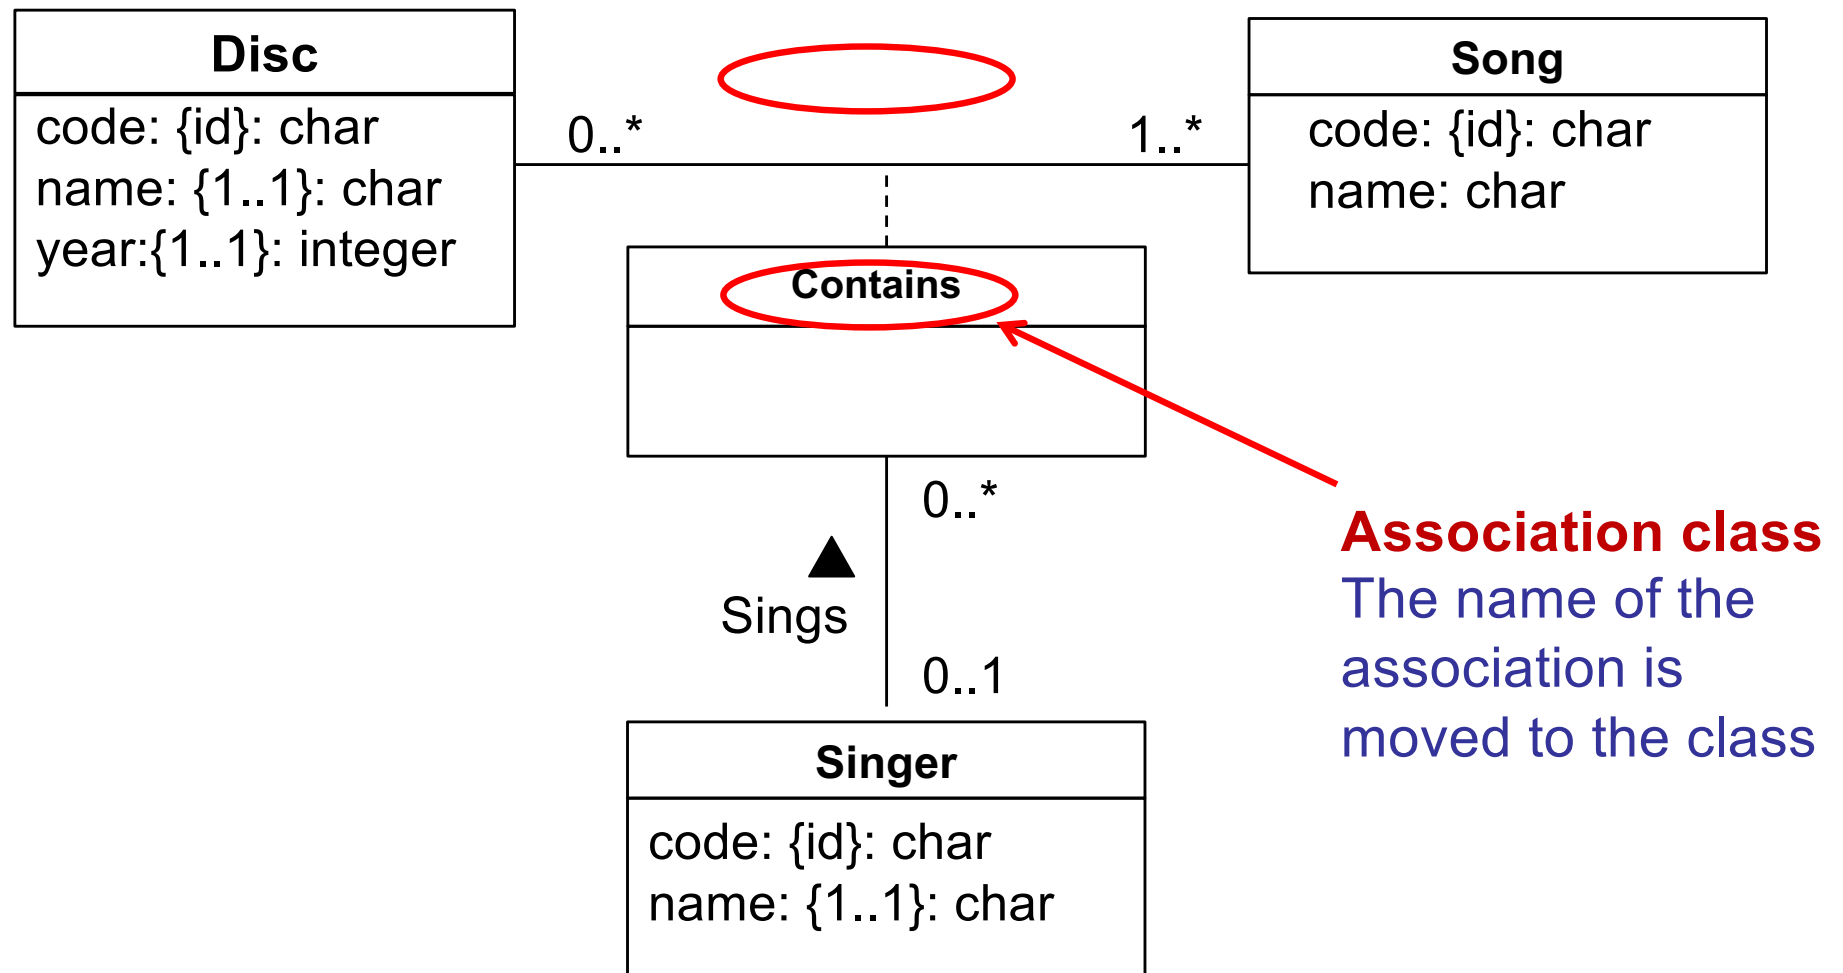 Disc
code: {id}: char
name: {1..1}: char
year:{1..1}: integer
0..*
1..*
Song
code: {id}: char
name: char
Contains
0..*
Sings
0..1
Singer
code: {id}: char
name: {1..1}: char
Association class
The name of the
association is
moved to the class